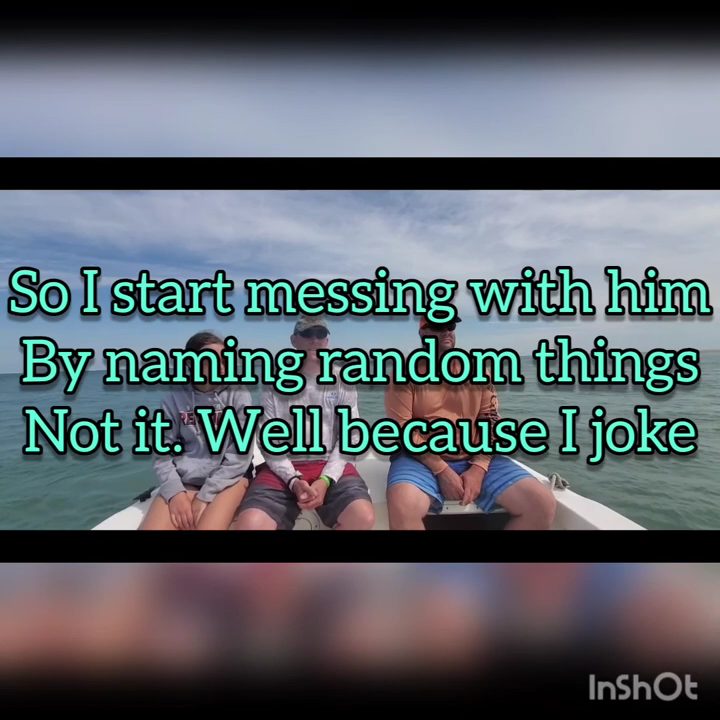 So I start messing with him
By naming random things
Not it. Well because I joke
InShOt